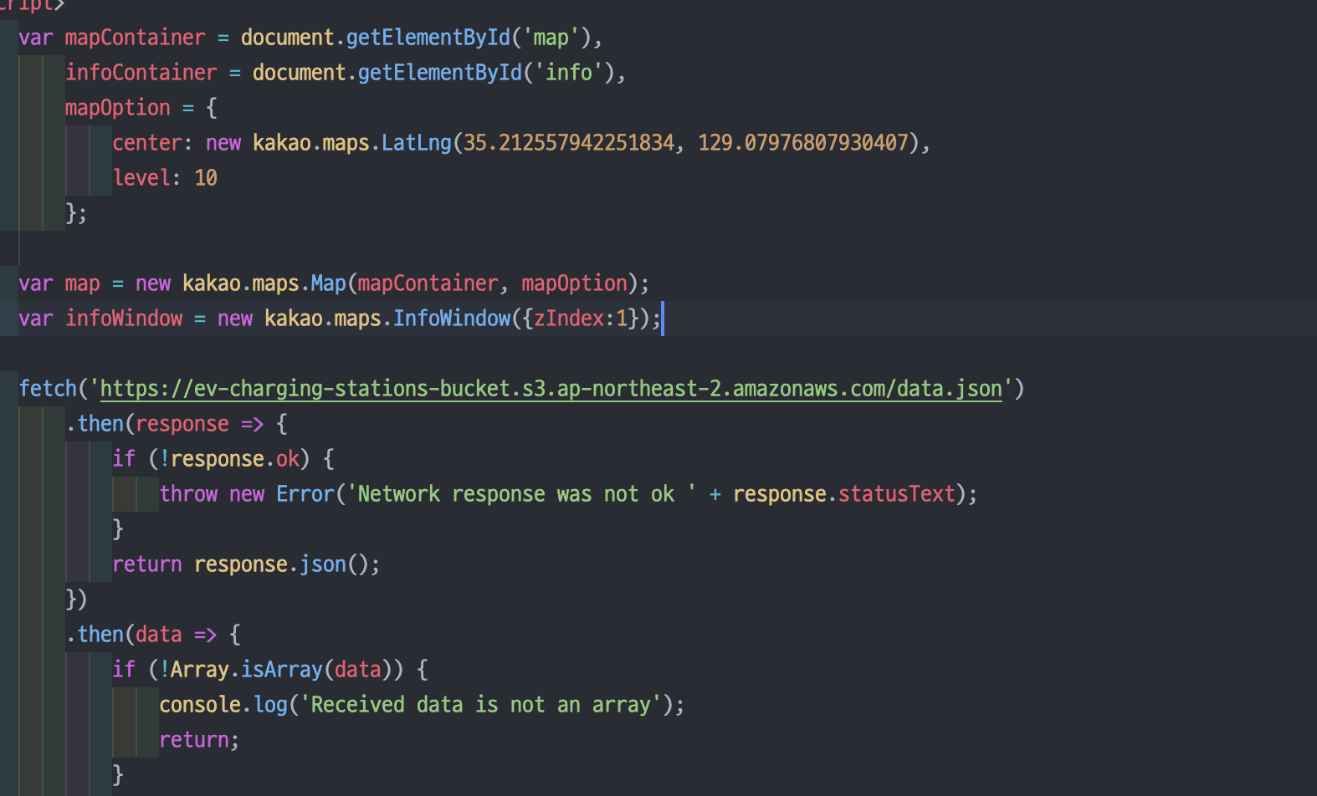 cript>
var mapContainer = document.getElementById('map'),
infoContainer = document.getElementById('info'),
mapOption = {
center: new kakao.maps.LatLng(35.212557942251834, 129.07976807930407),
level: 10
};
var map = new kakao.maps.Map(mapContainer, mapOption);
var infoWindow = new kakao.maps.InfoWindow({zIndex:1});
fetch('https://ev-charging-stations-bucket.s3.ap-northeast-2.amazonaws.com/data.json')
.then(response => {
if (!response.ok) {
throw new Error('Network response was not ok ' + response.statusText);
}
return response.json();
})
.then(data => {
if (!Array.isArray(data)) {
console.log('Received data is not an array');
return;
}